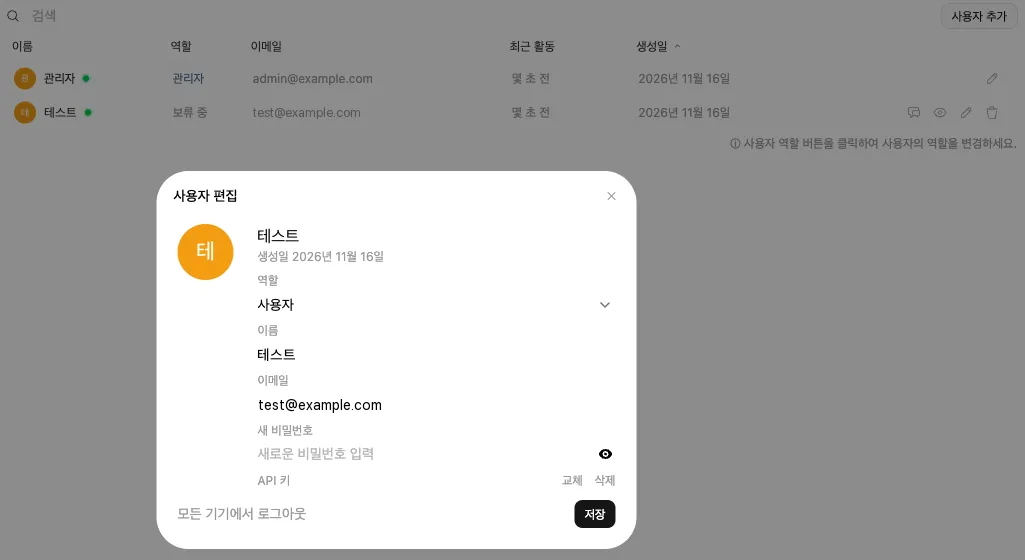 검색
사용자 추가
이름 역할 이메일 최근 활동 생성일
관 관리자 관리자 admin@example.com 몇 초 전 2026년 11월 16일
테 테스트 보류 중 test@example.com 몇 초 전 2026년 11월 16일
사용자 역할 버튼을 클릭하여 사용자의 역할을 변경하세요.
사용자 편집
테
테스트
생성일 2026년 11월 16일
역할
사용자
이름
테스트
이메일
test@example.com
새 비밀번호
새로운 비밀번호 입력
API 키 교체 삭제
모든 기기에서 로그아웃 저장